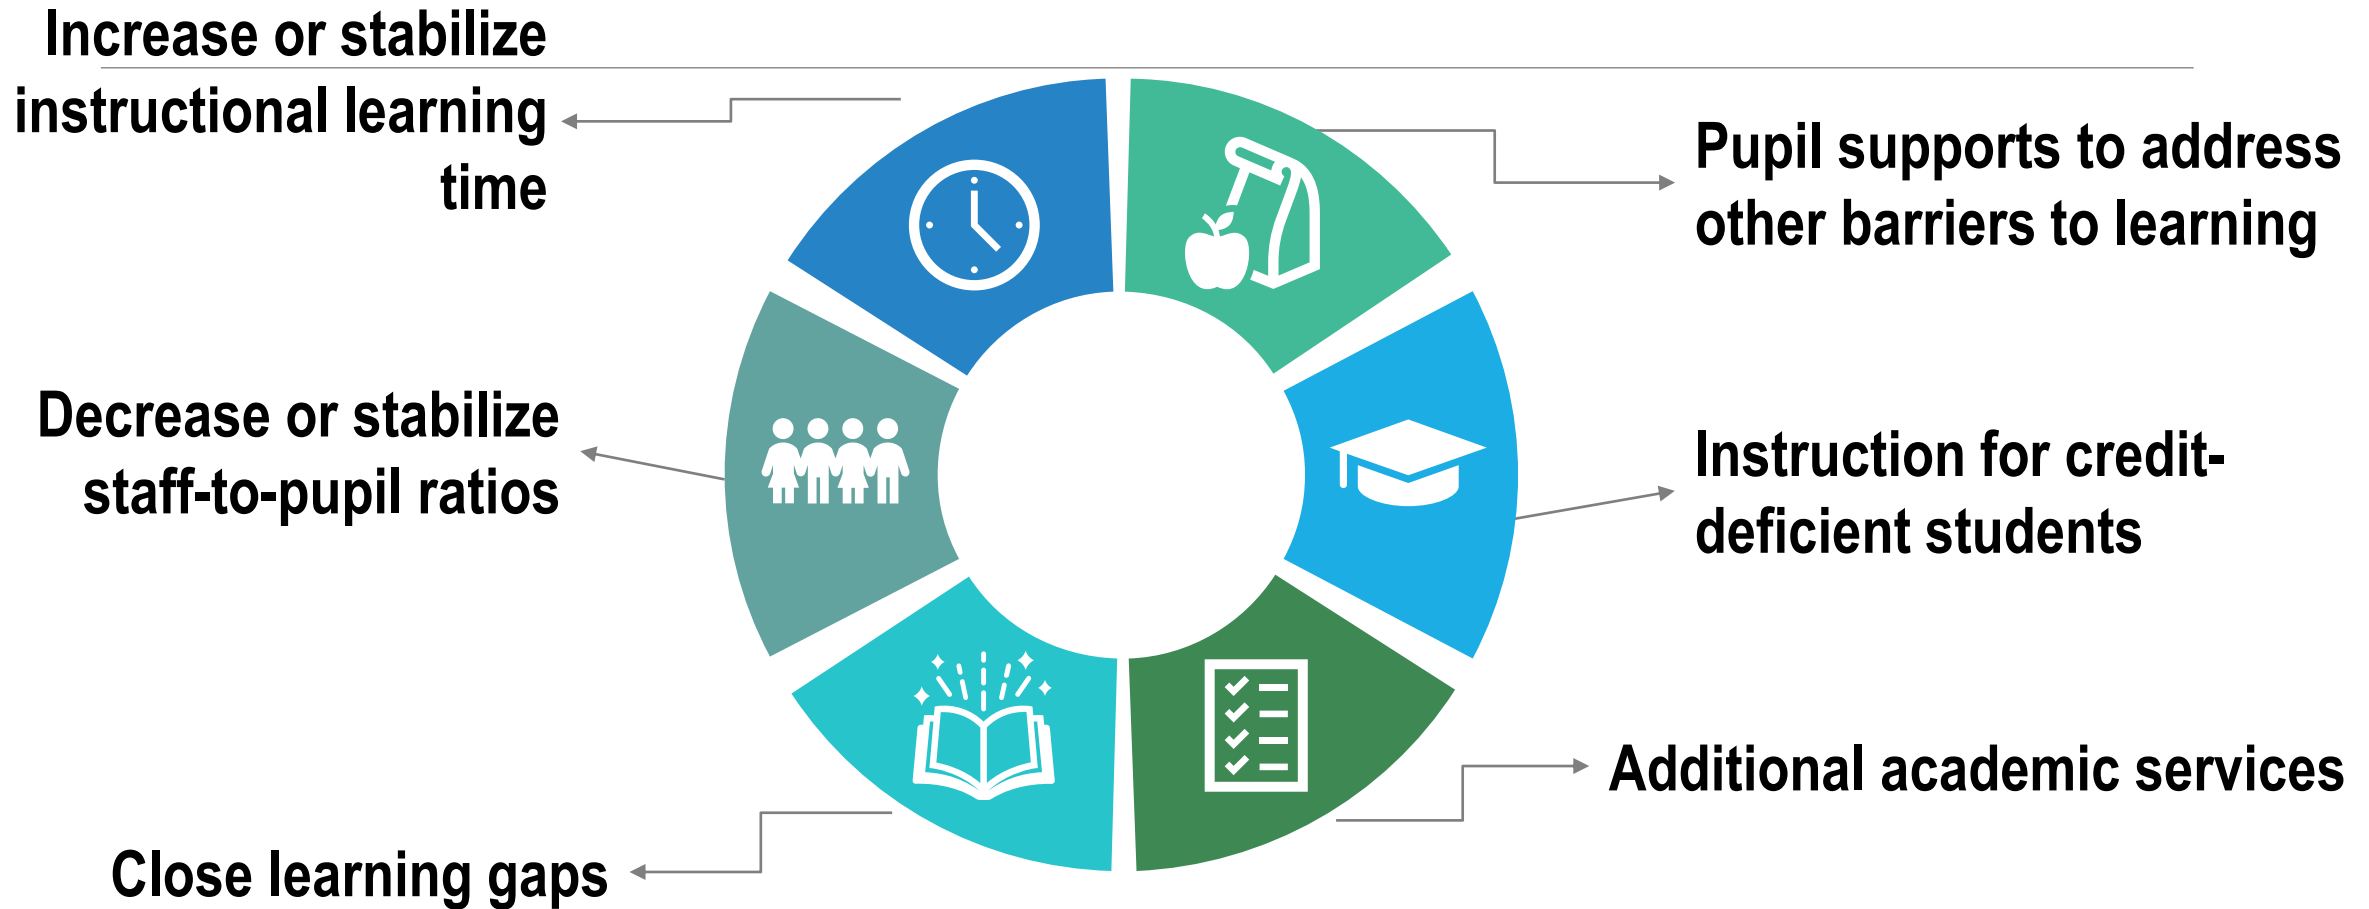 Increase or stabilize
instructional learning
time
Pupil supports to address
other barriers to learning
Decrease or stabilize
staff-to-pupil ratios
Instruction for credit-
deficient students
Additional academic services
Close learning gaps